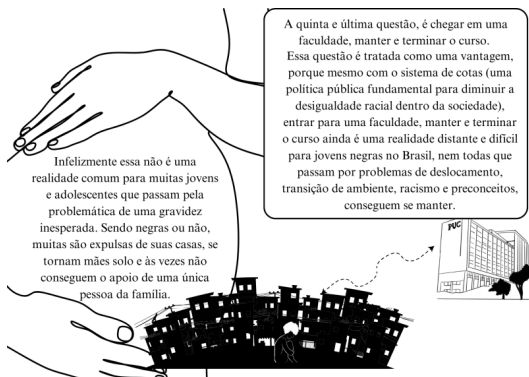 A quinta e última questão, é chegar em uma
faculdade, manter e terminar o curso.
Essa questão é tratada como uma vantagem,
porque mesmo com o sistema de cotas (uma
política pública fundamental para diminuir a
desigualdade racial dentro da sociedade),
entrar para uma faculdade, manter e terminar
o curso ainda é uma realidade distante e difícil
para jovens negras no Brasil, nem todas que
passam por problemas de deslocamento,
transição de ambiente, racismo e preconceitos,
conseguem se manter.
Infelizmente essa não é uma
realidade comum para muitas jovens
e adolescentes que passam pela
problemática de uma gravidez
inesperada. Sendo negras ou não,
muitas são expulsas de suas casas, se
tornam mães solo e às vezes não
conseguem o apoio de uma única
pessoa da família.
PUC